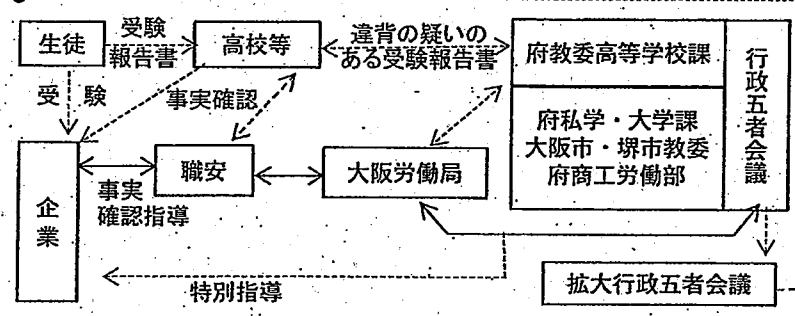 生徒
受験
報告書
高校等
違背の疑いの
ある受験報告書
府教委高等学校課
行政五者会議
受験
事実確認
府私学・大学課
大阪市・堺市教委
府商工労働部
企業
職安
大阪労働局
事実
確認指導
特別指導
拡大行政五者会議